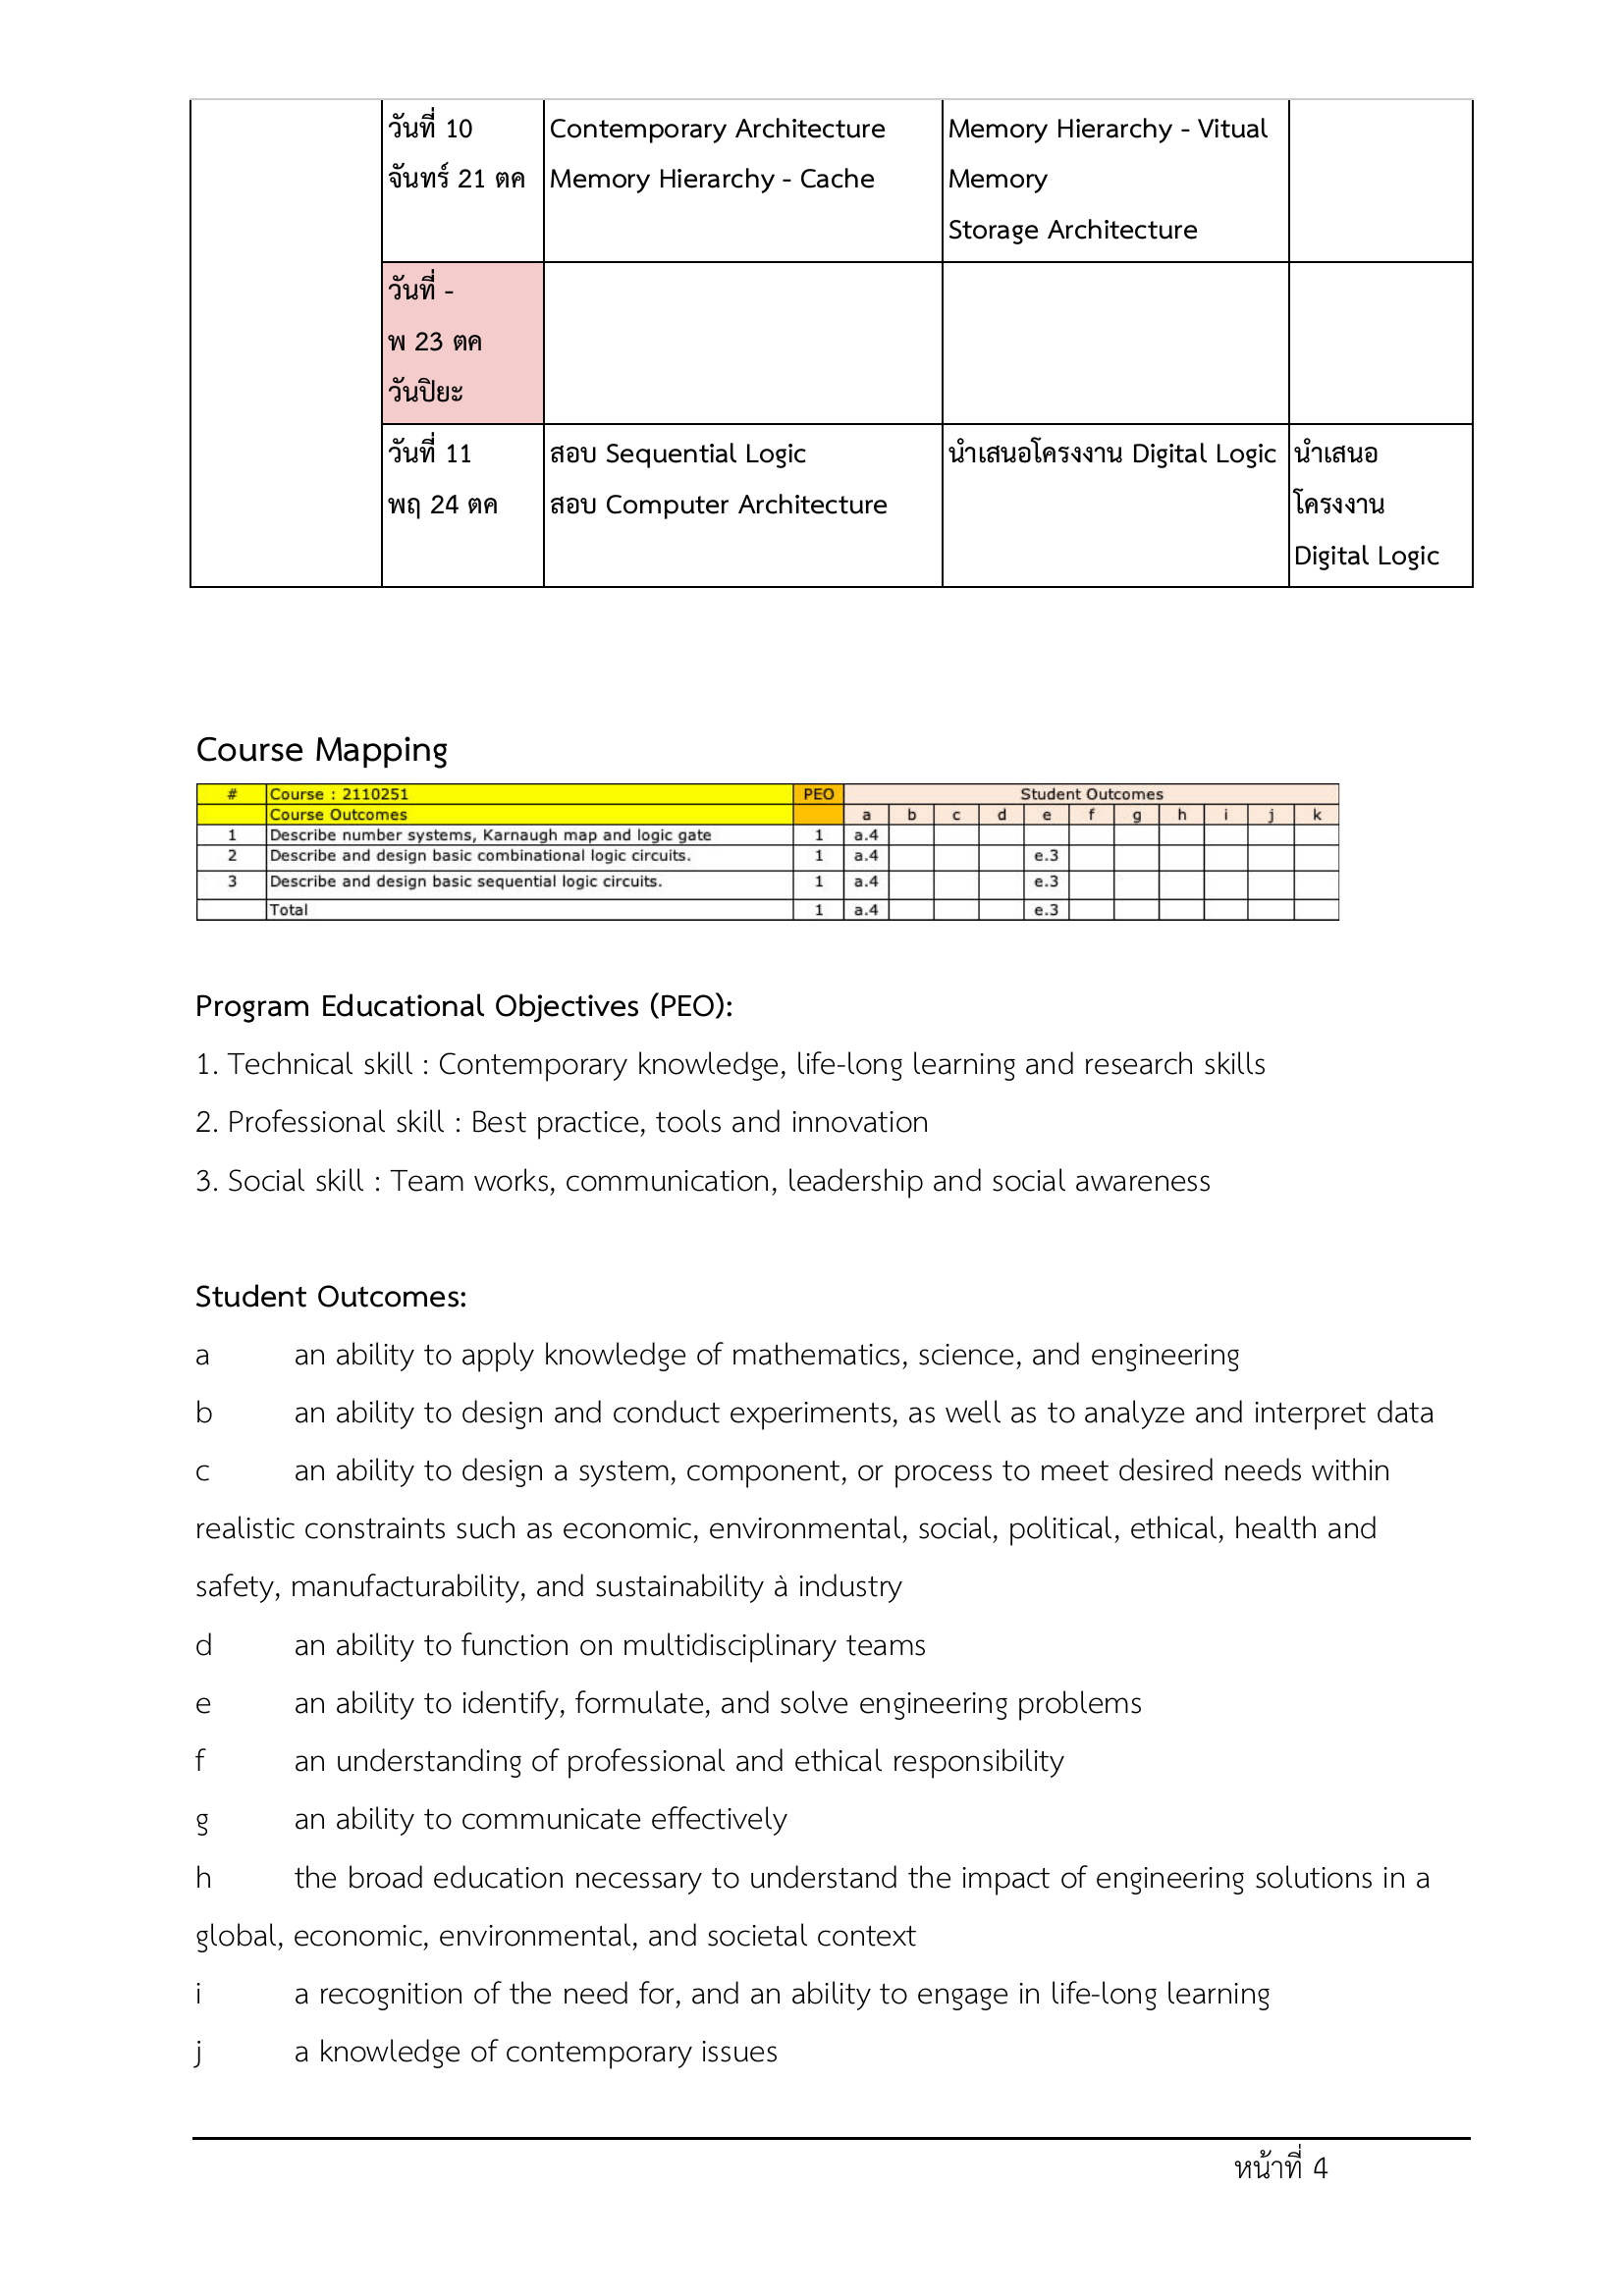 วันที่ 10
จันทร์ 21 ตค
Contemporary Architecture
Memory Hierarchy - Cache
Memory Hierarchy - Vitual
Memory
Storage Architecture
วันที่ -
พ 23 ตค
วันปิยะ
วันที่ 11
พฤ 24 ตค
สอบ Sequential Logic
สอบ Computer Architecture
นำเสนอโครงงาน Digital Logic
นำเสนอ
โครงงาน
Digital Logic
Course Mapping
# Course : 2110251 PEO Student Outcomes
Course Outcomes a b c d e f g h i j k
1 Describe number systems, Karnaugh map and logic gate 1 a.4
2 Describe and design basic combinational logic circuits. 1 a.4 e.3
3 Describe and design basic sequential logic circuits. 1 a.4 e.3
Total 1 a.4 e.3
Program Educational Objectives (PEO):
1. Technical skill : Contemporary knowledge, life-long learning and research skills
2. Professional skill : Best practice, tools and innovation
3. Social skill : Team works, communication, leadership and social awareness
Student Outcomes:
a an ability to apply knowledge of mathematics, science, and engineering
b an ability to design and conduct experiments, as well as to analyze and interpret data
c an ability to design a system, component, or process to meet desired needs within
realistic constraints such as economic, environmental, social, political, ethical, health and
safety, manufacturability, and sustainability à industry
d an ability to function on multidisciplinary teams
e an ability to identify, formulate, and solve engineering problems
f an understanding of professional and ethical responsibility
g an ability to communicate effectively
h the broad education necessary to understand the impact of engineering solutions in a
global, economic, environmental, and societal context
i a recognition of the need for, and an ability to engage in life-long learning
j a knowledge of contemporary issues
หน้าที่ 4